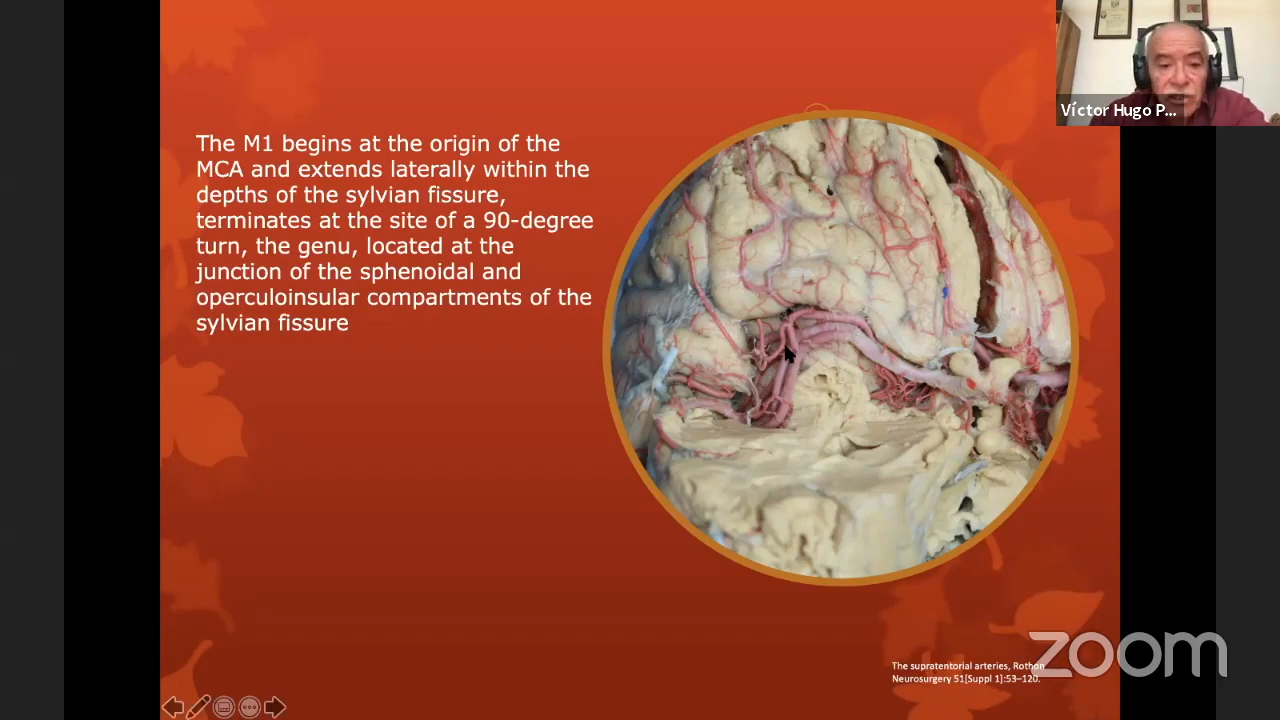 Víctor Hugo P...
The M1 begins at the origin of the
MCA and extends laterally within the
depths of the sylvian fissure,
terminates at the site of a 90-degree
turn, the genu, located at the
junction of the sphenoidal and
operculoinsular compartments of the
sylvian fissure
The supratentorial arteries, Rothon
Neurosurgery 51[Suppl 1]:53–120.
zoom